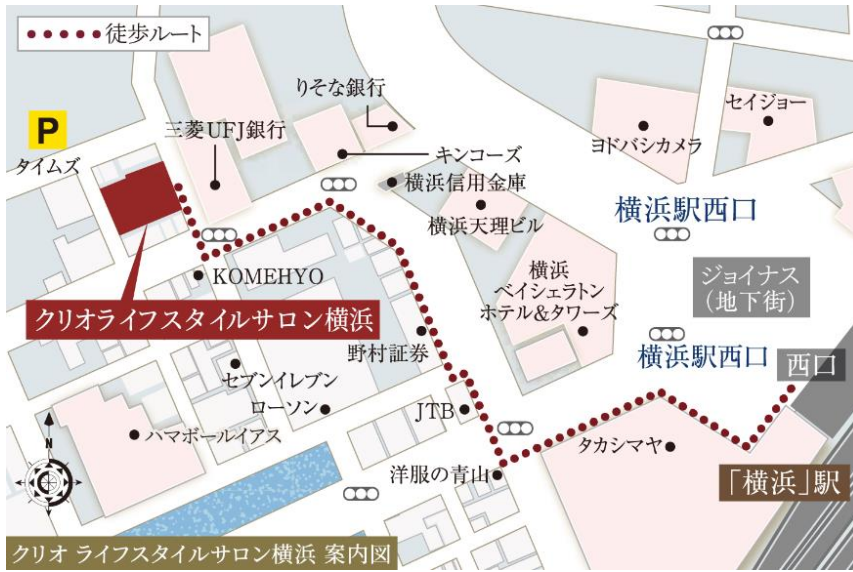 徒歩ルート
りそな銀行
セイジョー
P
タイムズ
三菱UFJ銀行
キンコーズ
ヨドバシカメラ
横浜信用金庫
横浜天理ビル
横浜駅西口
KOMEHYO
横浜
ベイシェラトン
ホテル&タワーズ
ジョイナス
(地下街)
クリオライフスタイルサロン横浜
野村証券
横浜駅西口
西口
セブンイレブン
ローソン
JTB
N
ハマボールイアス
タカシマヤ
洋服の青山
「横浜」駅
クリオ ライフスタイルサロン横浜 案内図